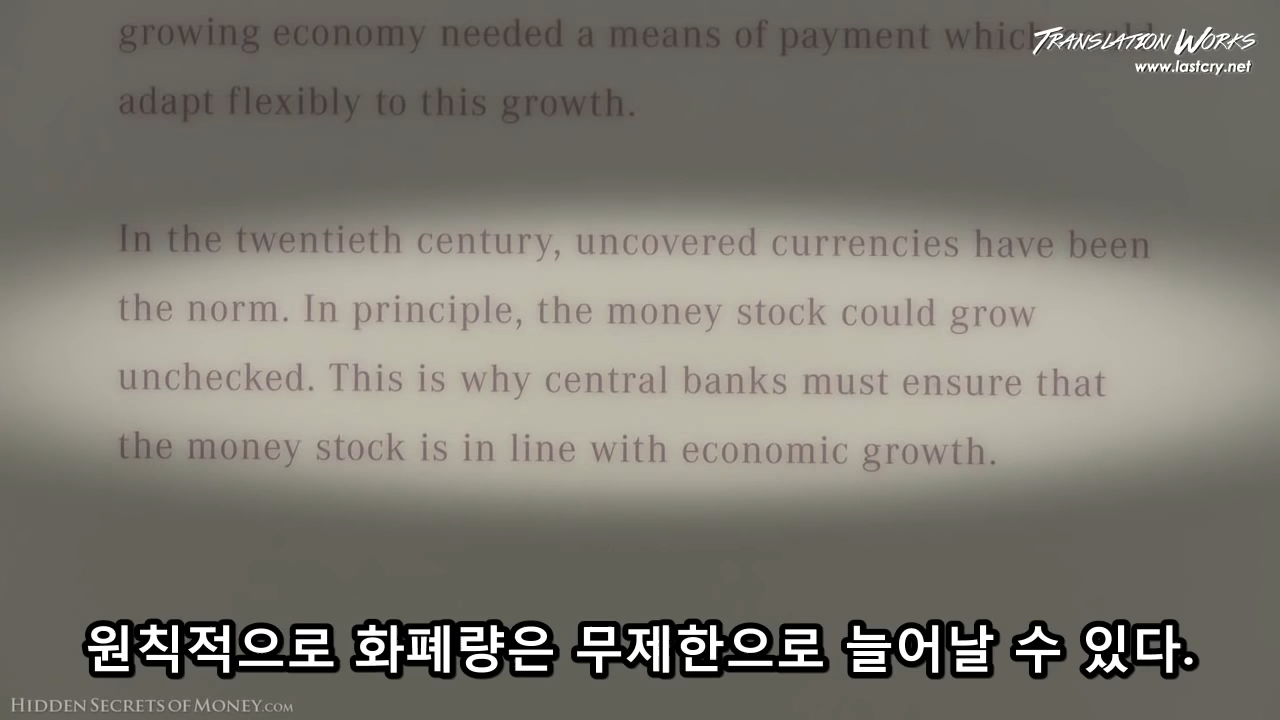 growing economy needed a means of payment which
TRANSLATION WORKS
www.lastcry.net
adapt flexibly to this growth.
In the twentieth century, uncovered currencies have been
the norm. In principle, the money stock could grow
unchecked. This is why central banks must ensure that
the money stock is in line with economic growth.
원칙적으로 화폐량은 무제한으로 늘어날 수 있다.
HIDDEN SECRETS OF MONEY.COM